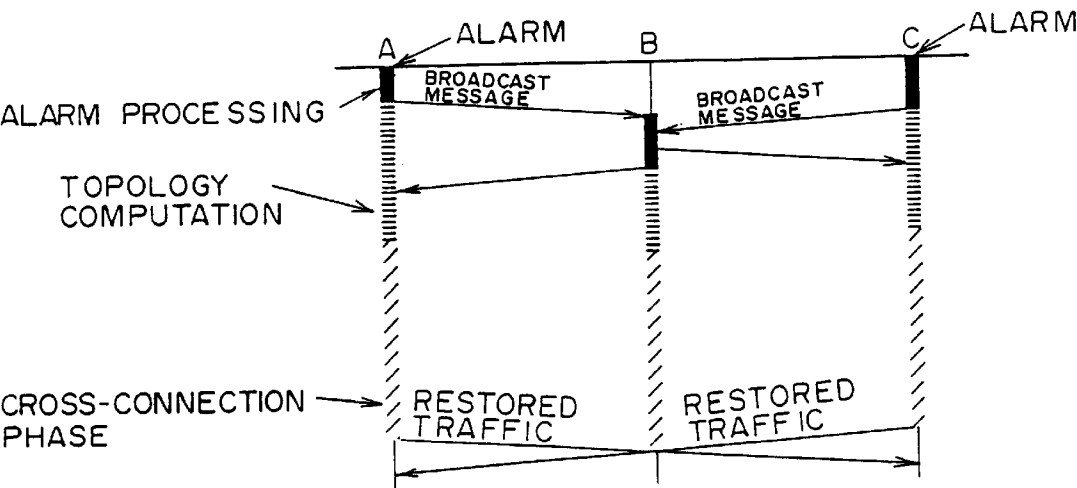 A
ALARM
B
C
ALARM
BROADCAST
MESSAGE
BROADCAST
MESSAGE
ALARM PROCESSING
TOPOLOGY
COMPUTATION
CROSS-CONNECTION
PHASE
RESTORED
TRAFFIC
RESTORED
TRAFFIC